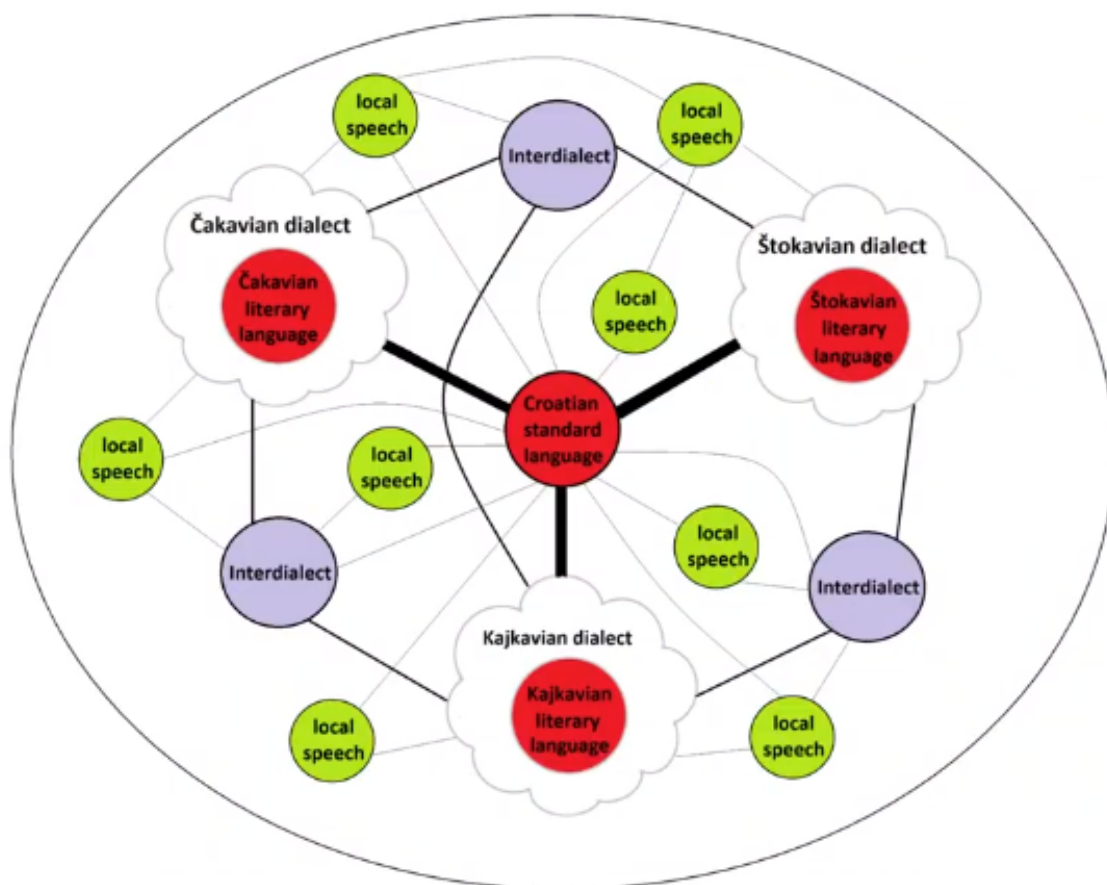 local
speech
local
speech
Interdialect
Čakavian dialect
Čakavian
literary
language
Štokavian dialect
Štokavian
literary
language
local
speech
Croatian
standard
language
local
speech
local
speech
local
speech
Interdialect
Interdialect
Kajkavian dialect
Kajkavian
literary
language
local
speech
local
speech